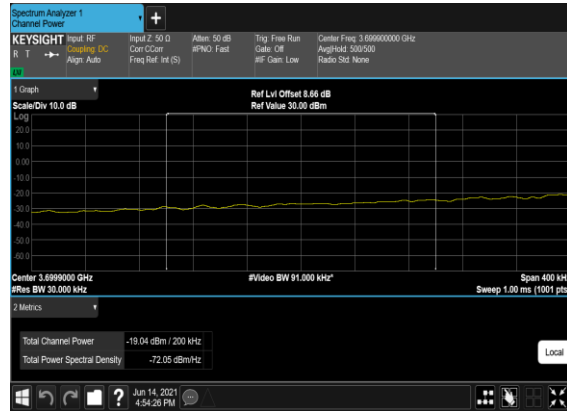 Spectrum Analyzer 1
Channel Power
+
KEYSIGHT
R T
LW
Input: RF
Coupling: DC
Align: Auto
Input Z: 50 Ω
Corr CCorr
Freq Ref: Int (S)
Atten: 50 dB
#PNO: Fast
Trig: Free Run
Gate: Off
#IF Gain: Low
Center Freq: 3.699900000 GHz
Avg|Hold: 500/500
Radio Std: None
1 Graph
Scale/Div 10.0 dB
Ref Lvl Offset 8.66 dB
Ref Value 30.00 dBm
Log
20.0
10.0
0.00
-10.0
-20.0
-30.0
-40.0
-50.0
-60.0
Center 3.6999000 GHz
#Res BW 30.000 kHz
#Video BW 91.000 kHz*
Span 400 kH
Sweep 1.00 ms (1001 pts
2 Metrics
Total Channel Power -19.04 dBm / 200 kHz
Total Power Spectral Density -72.05 dBm/Hz
Local
?
Jun 14, 2021
4:54:26 PM